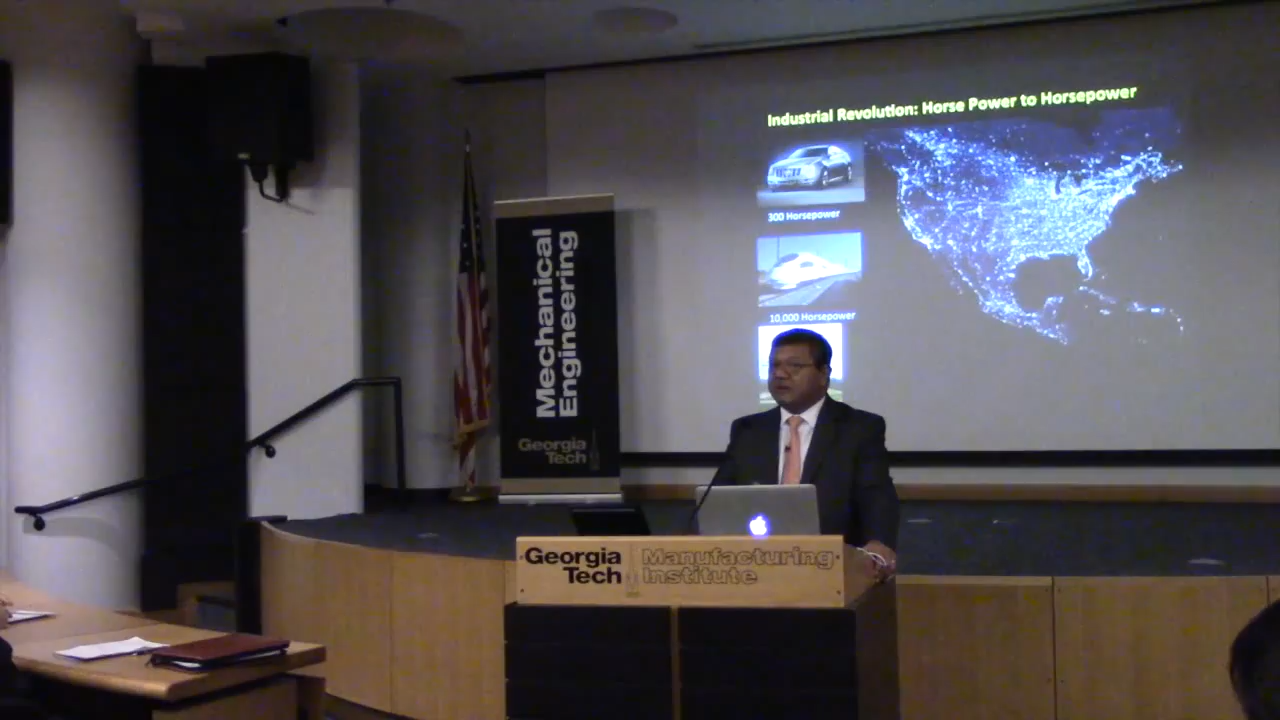 Industrial Revolution: Horse Power to Horsepower
300 Horsepower
10,000 Horsepower
Mechanical
Engineering
Georgia
Tech
Georgia
Tech
Manufacturing
Institute